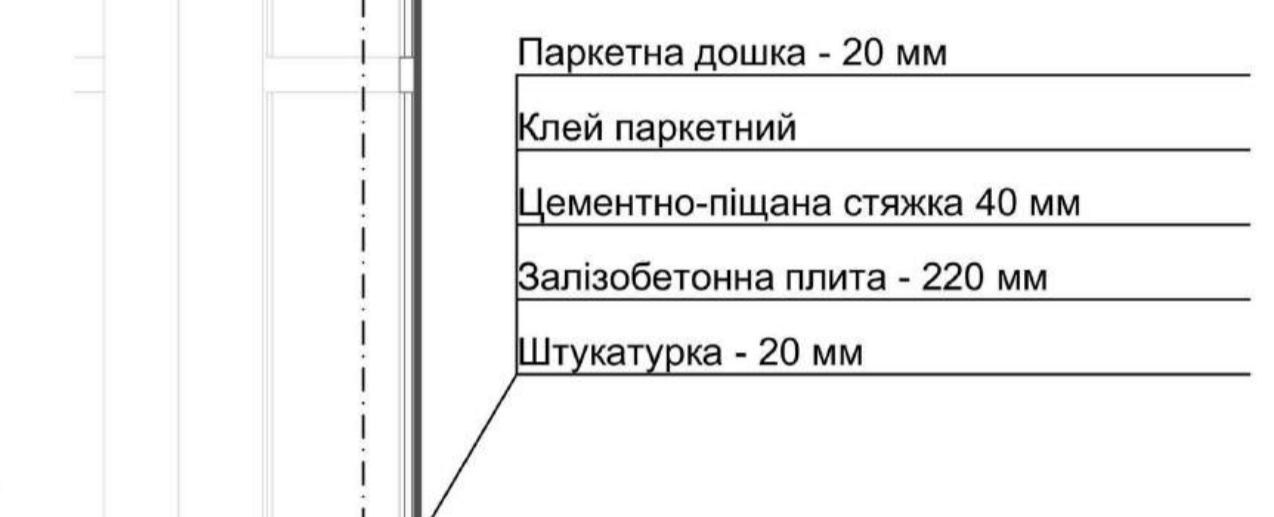 Паркетна дошка - 20 мм
Клей паркетний
Цементно-піщана стяжка 40 мм
Залізобетонна плита - 220 мм
Штукатурка - 20 мм